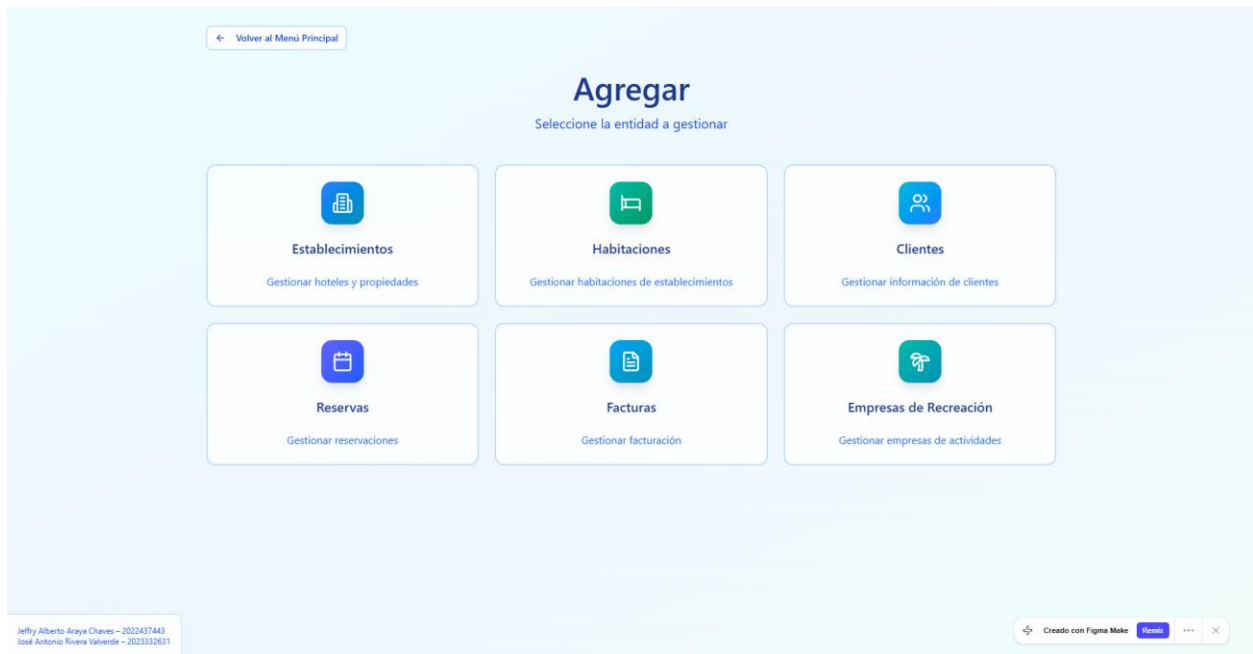 Volver al Menú Principal
Agregar
Seleccione la entidad a gestionar
Establecimientos
Gestionar hoteles y propiedades
Habitaciones
Gestionar habitaciones de establecimientos
Clientes
Gestionar información de clientes
Reservas
Gestionar reservaciones
Facturas
Gestionar facturación
Empresas de Recreación
Gestionar empresas de actividades
Jeffry Alberto Araya Chaves – 2022437443
José Antonio Rivera Valverde – 2023332631
Creado con Figma Make
Remix